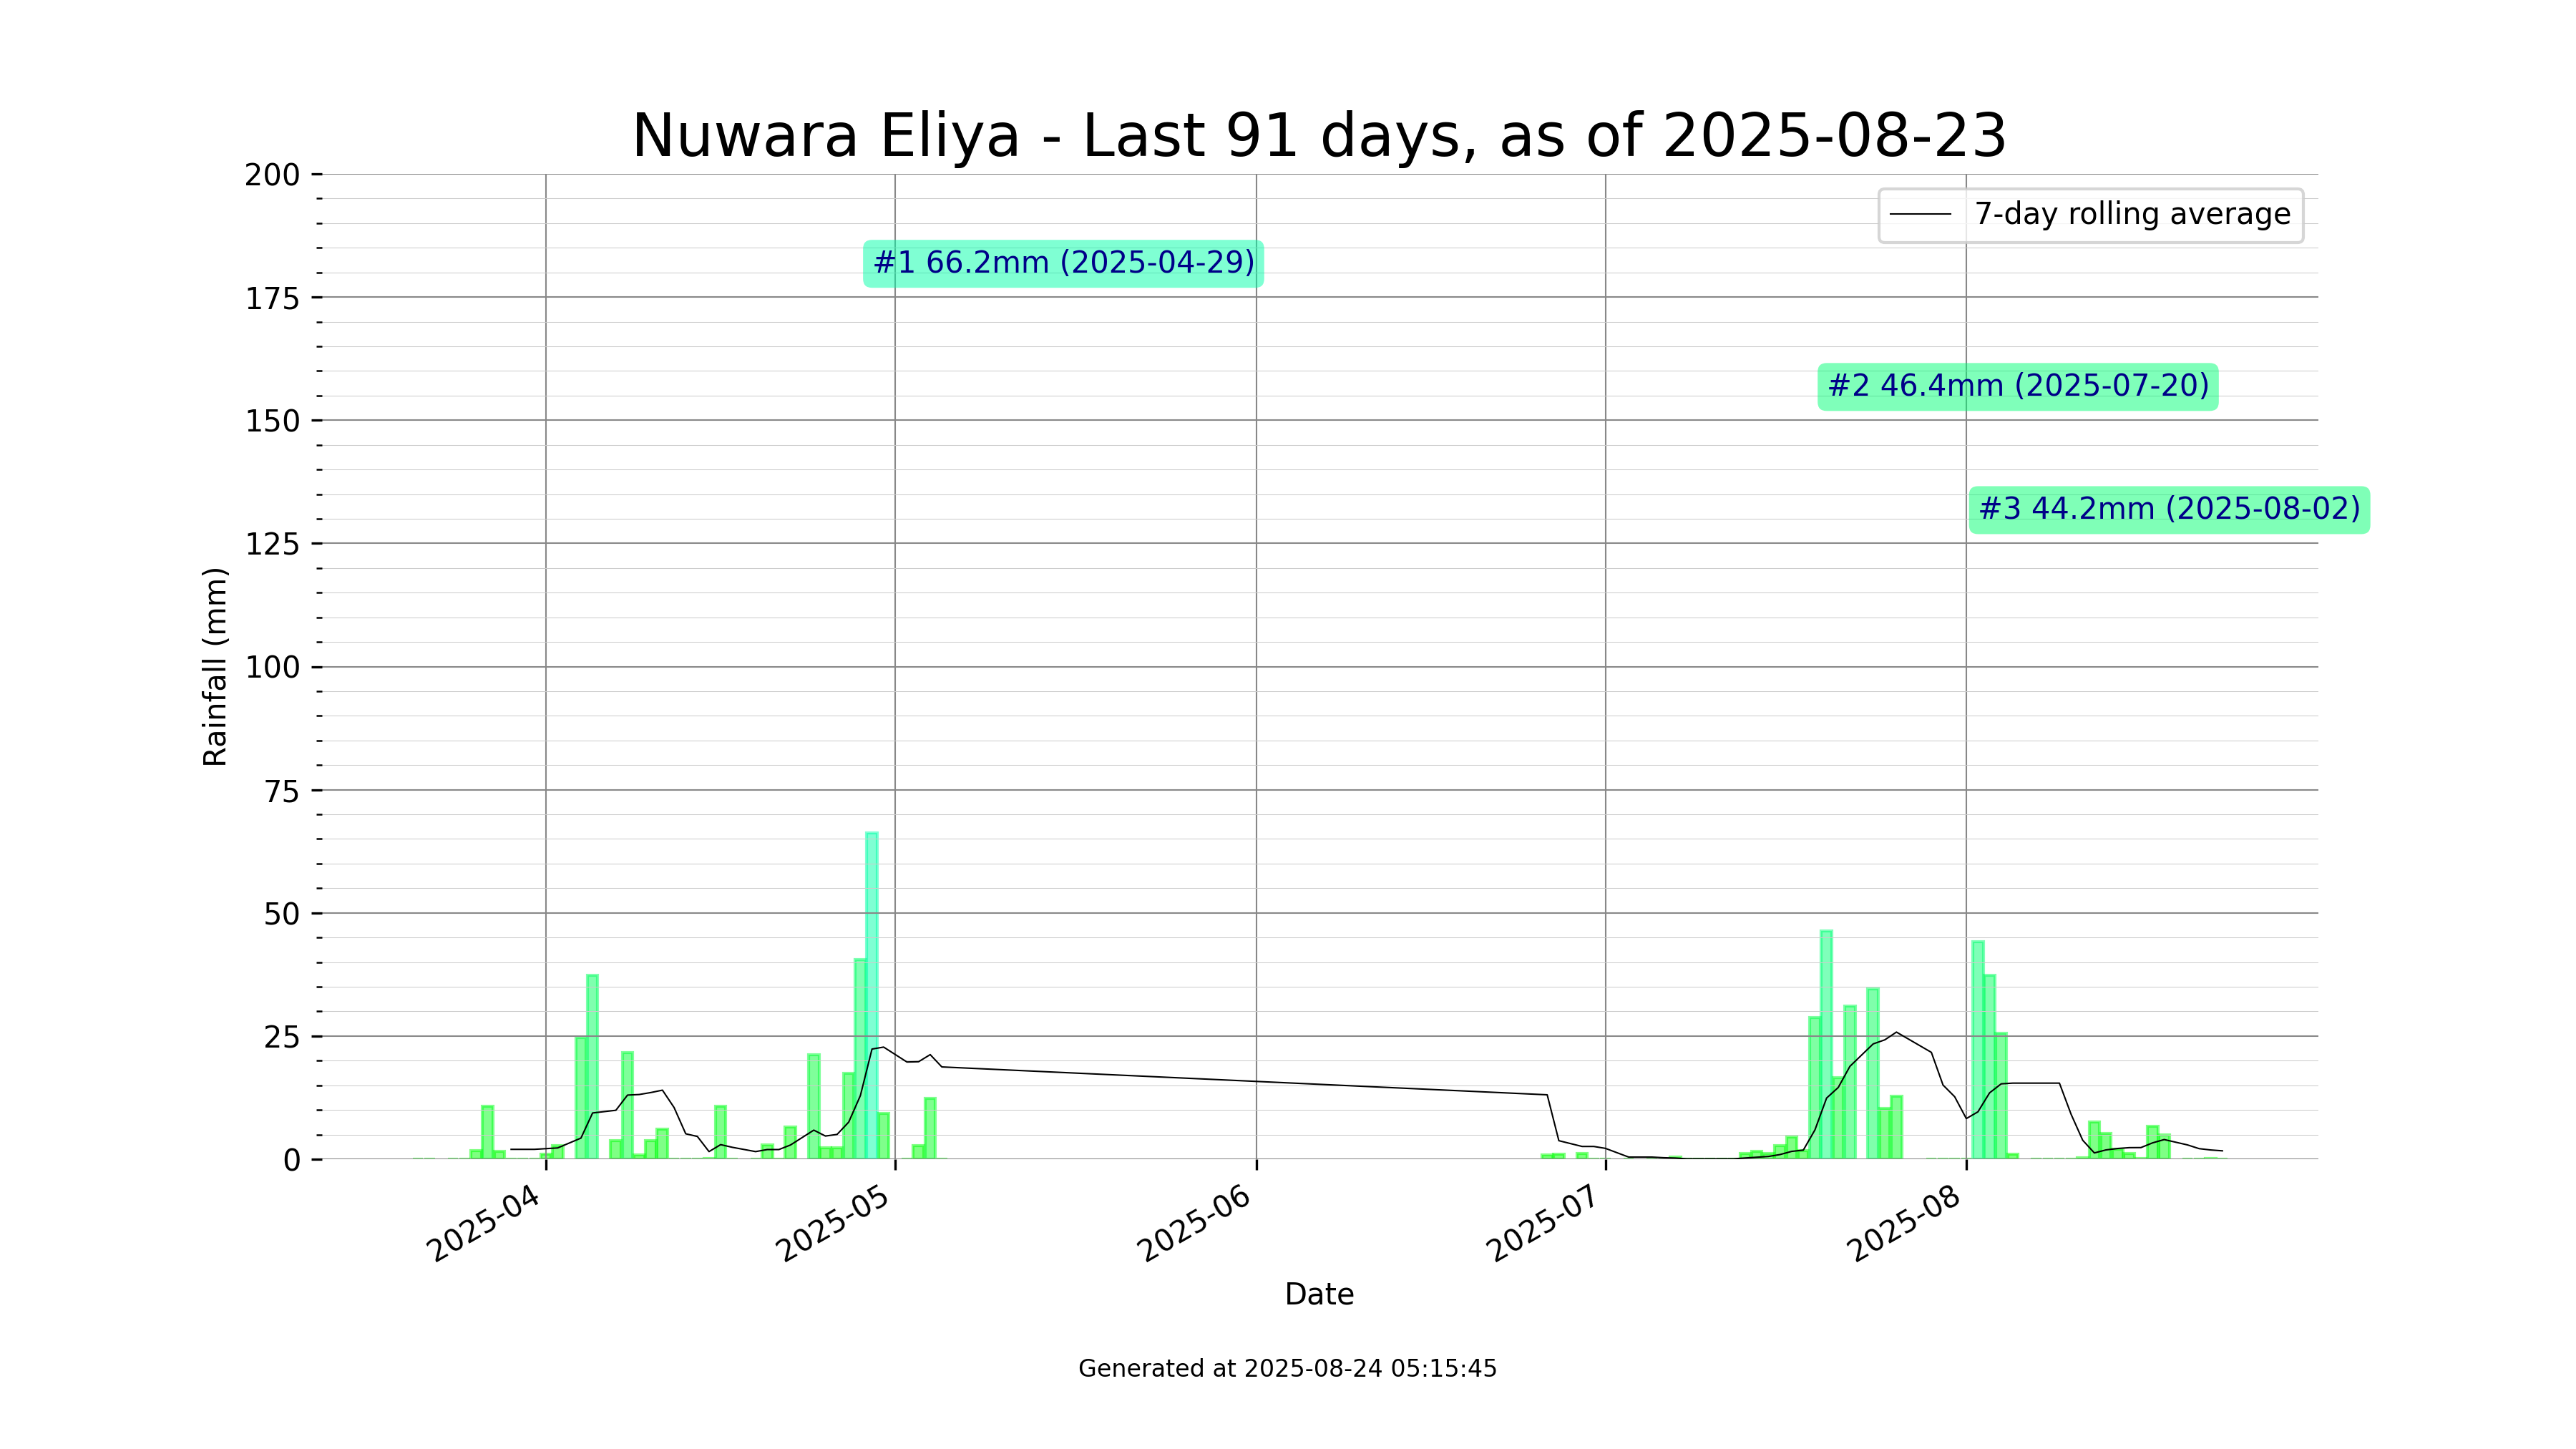 Nuwara Eliya - Last 91 days, as of 2025-08-23
200
175
150
125
100
75
50
25
0
Rainfall (mm)
7-day rolling average
#1 66.2mm (2025-04-29)
#2 46.4mm (2025-07-20)
#3 44.2mm (2025-08-02)
2025-04
2025-05
2025-06
2025-07
2025-08
Date
Generated at 2025-08-24 05:15:45